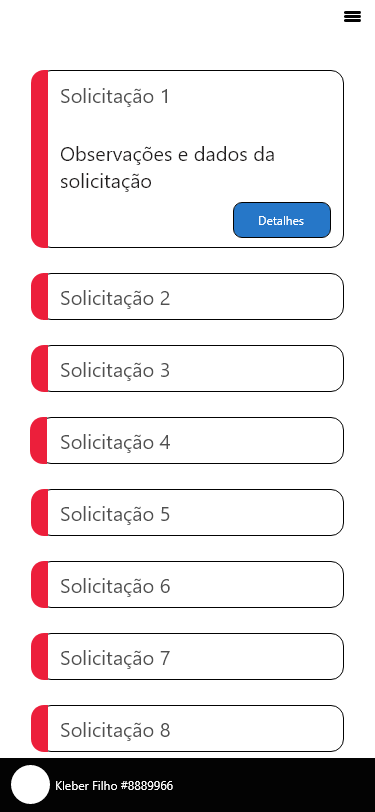 Solicitação 1
Observações e dados da
solicitação
Detalhes
Solicitação 2
Solicitação 3
Solicitação 4
Solicitação 5
Solicitação 6
Solicitação 7
Solicitação 8
Kleber Filho #8889966